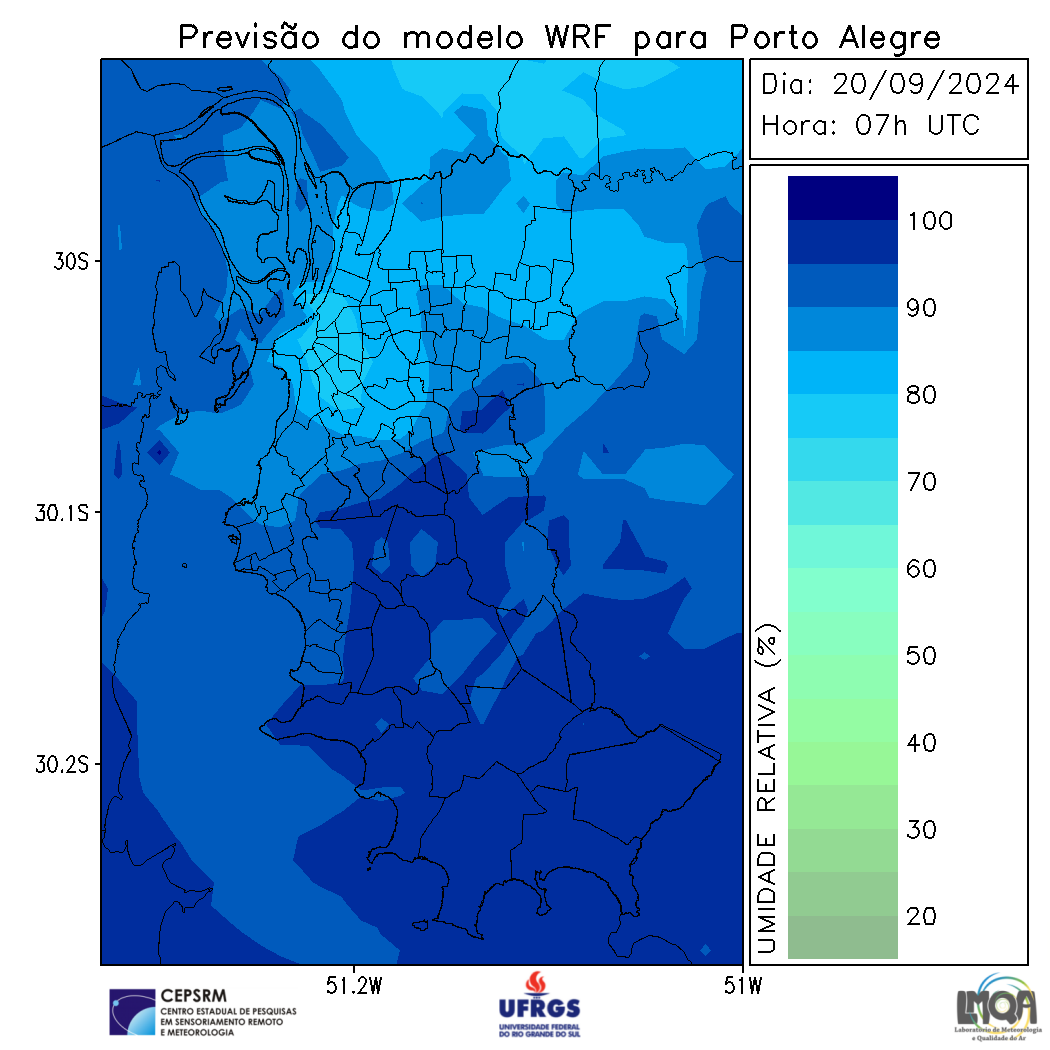 Previsão do modelo WRF para Porto Alegre
Dia: 20/09/2024
Hora: 07h UTC
30S
30.1S
30.2S
51.2W
51W
UMIDADE RELATIVA (%)
100
90
80
70
60
50
40
30
20
CEPSRM
CENTRO ESTADUAL DE PESQUISAS
EM SENSORIAMENTO REMOTO
E METEOROLOGIA
UFRGS
UNIVERSIDADE FEDERAL
DO RIO GRANDE DO SUL
LMQA
Laboratório de Meteorologia
e Qualidade do Ar